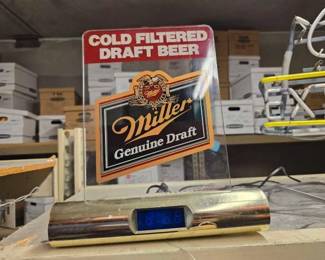 COLD FILTERED
DRAFT BEER
Miller
Genuine Draft